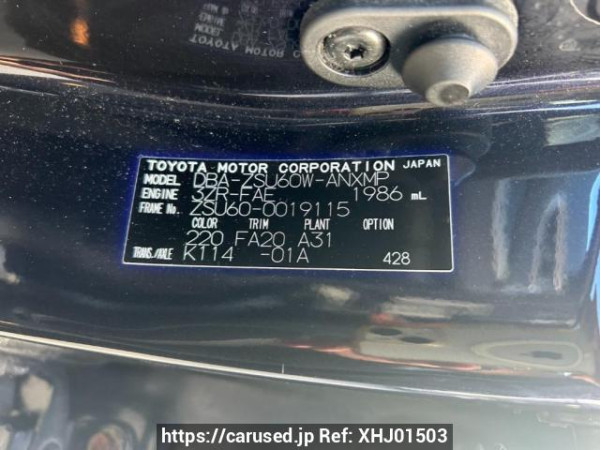 TOYOTA MOTOR CORPORATION JAPAN
MODEL DBA-ZSU60W-ANXMP
ENGINE 3ZR-FAE 1986 mL
FRAME No. ZSU60-0019115
COLOR TRIM PLANT OPTION
220 FA20 A31
TRANS./AXLE K114 -01A 428
https://carused.jp Ref: XHJ01503